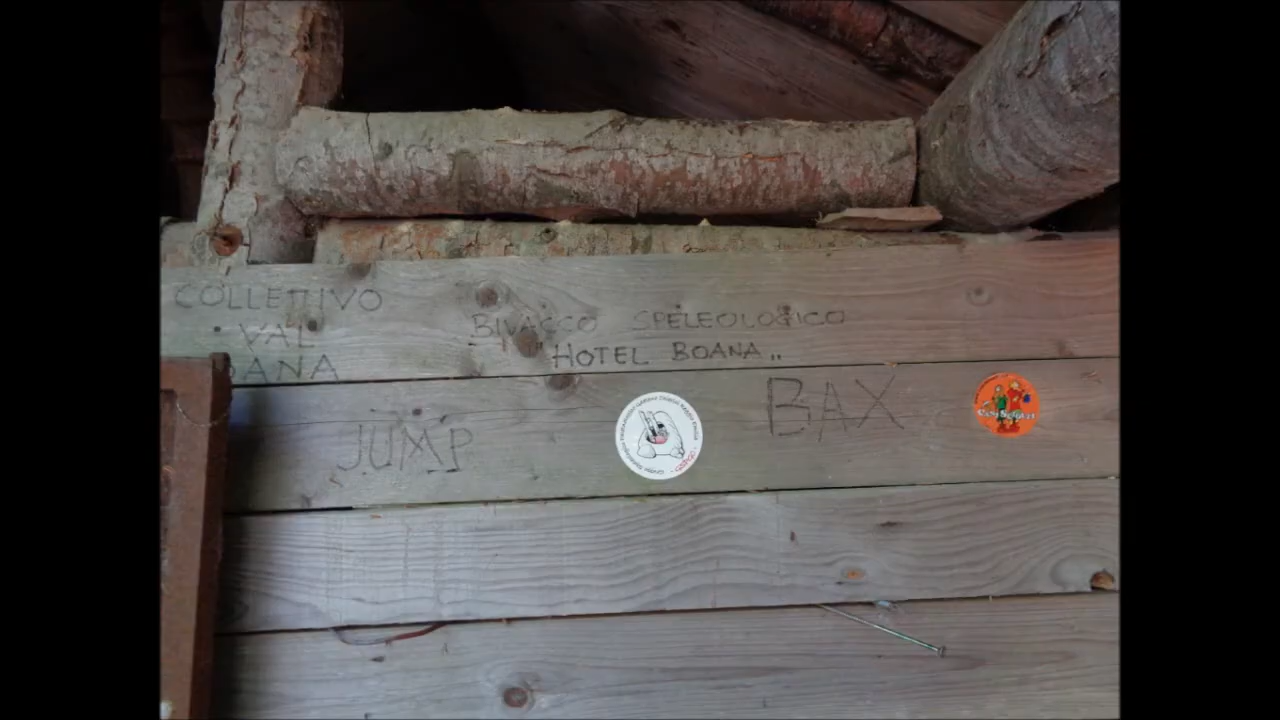 COLLETTIVO
VAL
BOANA
BIVACCO SPELEOLOGICO
"HOTEL BOANA"
JUMP
BAX